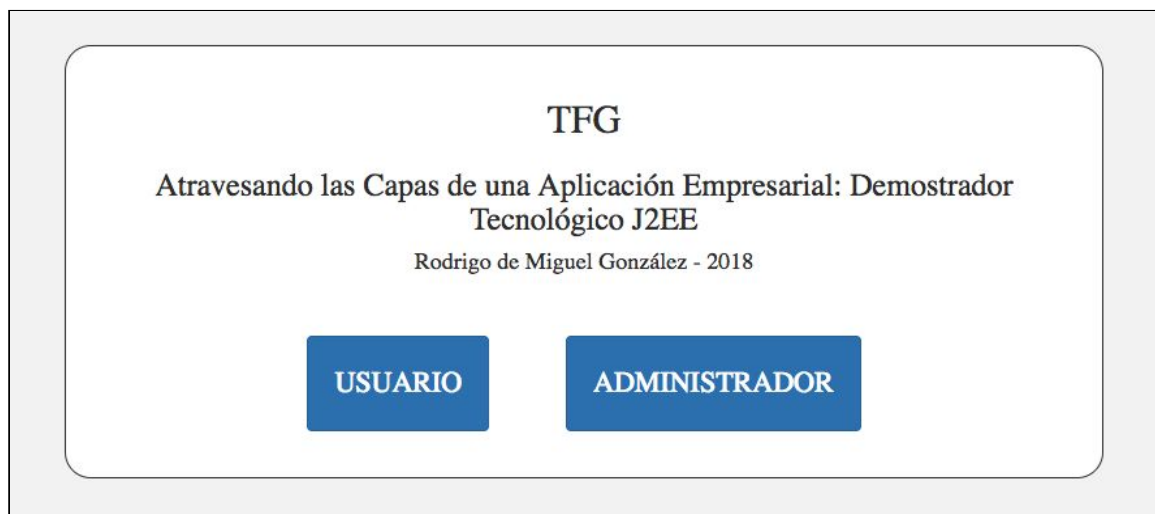 TFG
Atravesando las Capas de una Aplicación Empresarial: Demostrador
Tecnológico J2EE
Rodrigo de Miguel González - 2018
USUARIO
ADMINISTRADOR